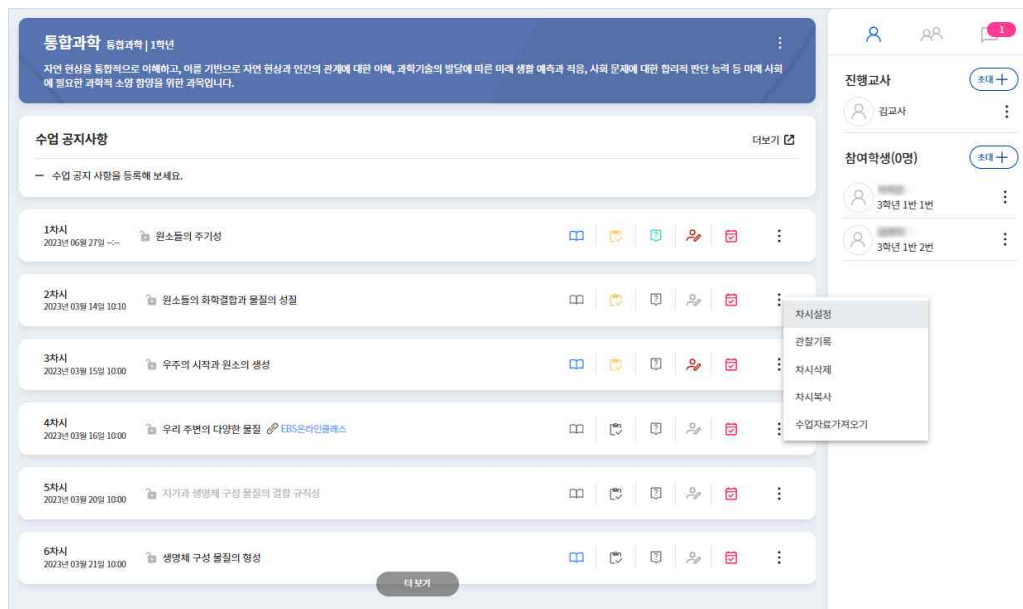 통합과학 통합과학 | 1학년
자연 현상을 통합적으로 이해하고, 이를 기반으로 자연 현상과 인간의 관계에 대한 이해, 과학기술의 발달에 따른 미래 생활 예측과 적응, 사회 문제에 대한 합리적 판단 능력 등 미래 사회
에 필요한 과학적 소양 함양을 위한 과목입니다.
수업 공지사항
더보기
수업 공지 사항을 등록해 보세요.
1차시
2023년 06월 27일 ~:~
원소들의 주기성
2차시
2023년 03월 14일 10:10
원소들의 화학결합과 물질의 성질
3차시
2023년 03월 15일 10:00
우주의 시작과 원소의 생성
4차시
2023년 03월 16일 10:00
우리 주변의 다양한 물질 EBS온라인클래스
5차시
2023년 03월 20일 10:00
지각과 생명체 구성 물질의 결합 규칙성
6차시
2023년 03월 21일 10:00
생명체 구성 물질의 형성
더 보기
차시설정
관찰기록
차시삭제
차시복사
수업자료가져오기
1
진행교사
초대
김교사
참여학생(0명)
초대
3학년 1반 1번
3학년 1반 2번